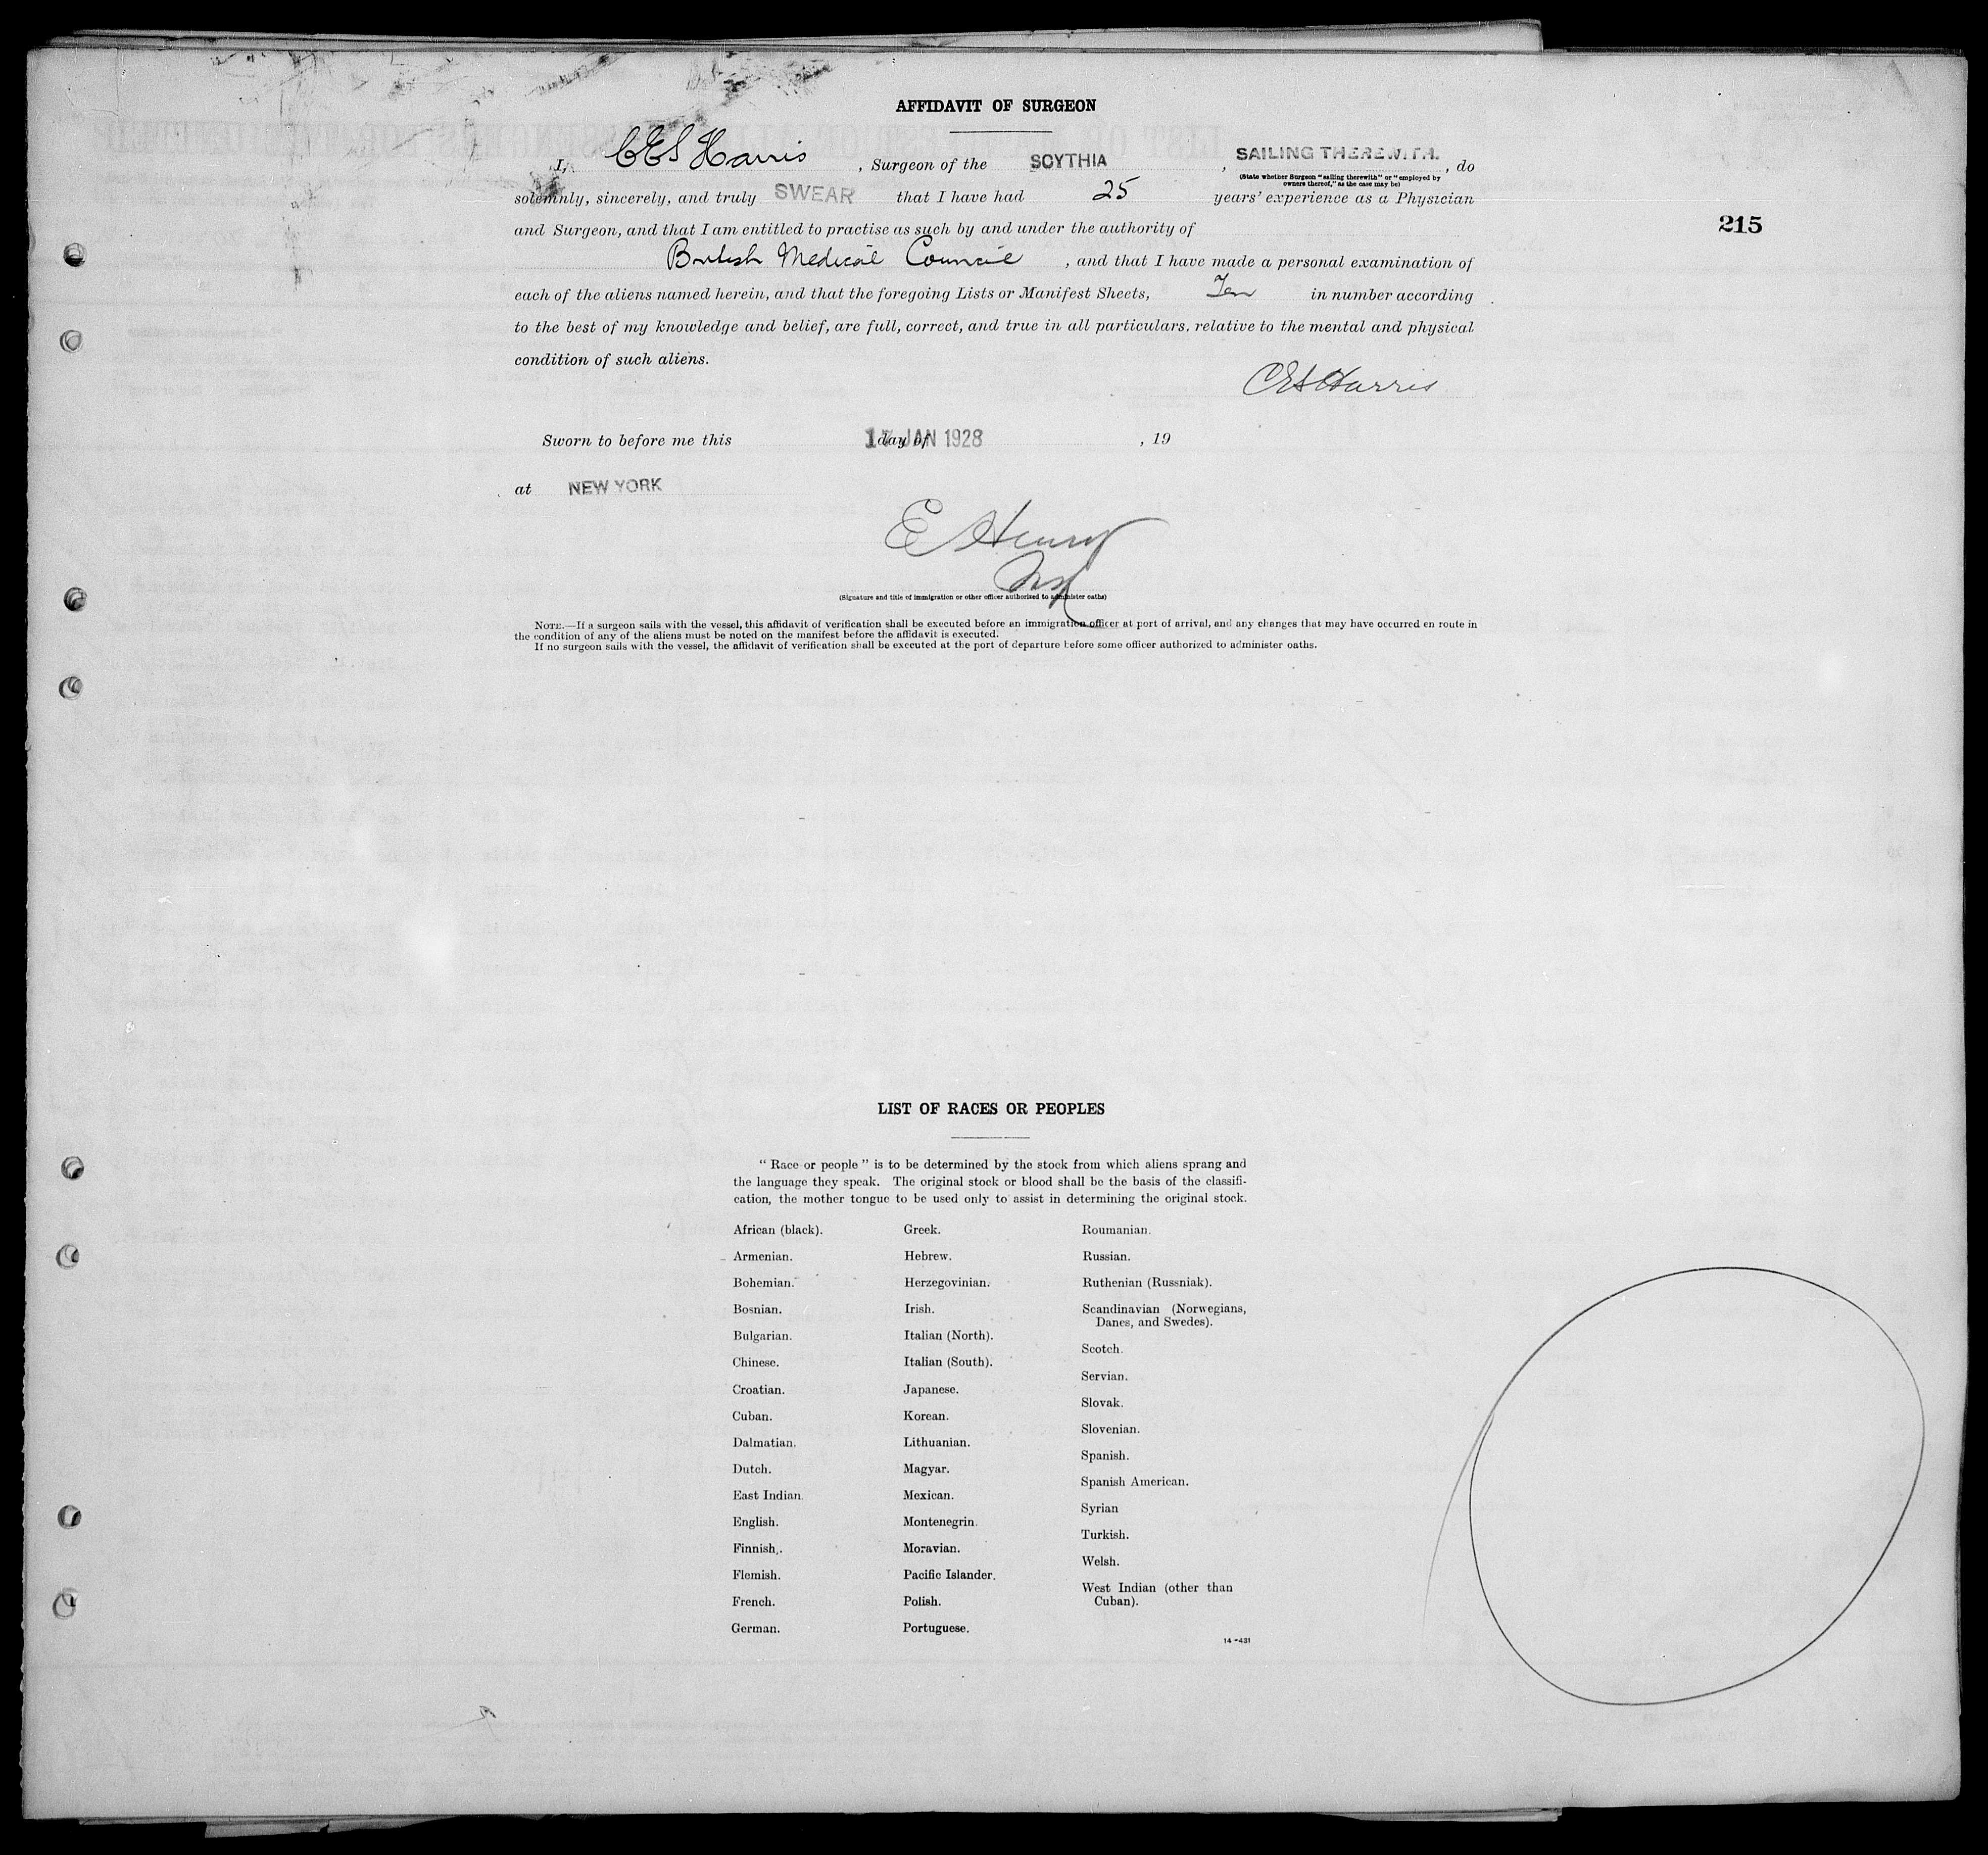 AFFIDAVIT OF SURGEON
215
I, CES Harris, Surgeon of the SCYTHIA, SAILING THEREWITH., do
(State whether Surgeon "sailing therewith" or "employed by
owners thereof," as the case may be)
solemnly, sincerely, and truly SWEAR that I have had 25 years' experience as a Physician
and Surgeon, and that I am entitled to practise as such by and under the authority of
British Medical Council, and that I have made a personal examination of
each of the aliens named herein, and that the foregoing Lists or Manifest Sheets, Ten in number according
to the best of my knowledge and belief, are full, correct, and true in all particulars, relative to the mental and physical
condition of such aliens.
CES Harris
Sworn to before me this day of JAN 1928, 19
at NEW YORK
E Henry
(Signature and title of immigration or other officer authorized to administer oaths)
NOTE.—If a surgeon sails with the vessel, this affidavit of verification shall be executed before an immigration officer at port of arrival, and any changes that may have occurred en route in
the condition of any of the aliens must be noted on the manifest before the affidavit is executed.
If no surgeon sails with the vessel, the affidavit of verification shall be executed at the port of departure before some officer authorized to administer oaths.
LIST OF RACES OR PEOPLES
"Race or people" is to be determined by the stock from which aliens sprang and
the language they speak. The original stock or blood shall be the basis of the classifi-
cation, the mother tongue to be used only to assist in determining the original stock.
African (black).
Armenian.
Bohemian.
Bosnian.
Bulgarian.
Chinese.
Croatian.
Cuban.
Dalmatian.
Dutch.
East Indian.
English.
Finnish.
Flemish.
French.
German.
Greek.
Hebrew.
Herzegovinian.
Irish.
Italian (North).
Italian (South).
Japanese.
Korean.
Lithuanian.
Magyar.
Mexican.
Montenegrin.
Moravian.
Pacific Islander.
Polish.
Portuguese.
Roumanian.
Russian.
Ruthenian (Russniak).
Scandinavian (Norwegians,
Danes, and Swedes).
Scotch.
Servian.
Slovak.
Slovenian.
Spanish.
Spanish American.
Syrian
Turkish.
Welsh.
West Indian (other than
Cuban).
14-431